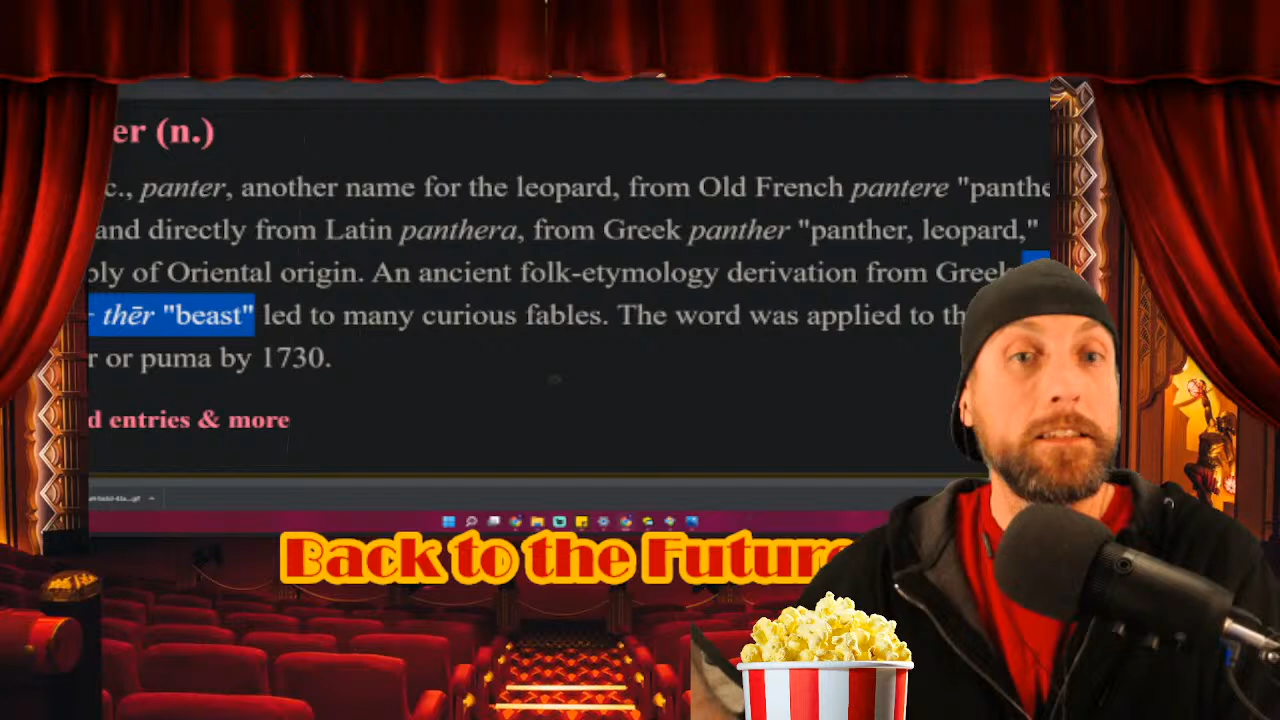 er (n.)
c., panter, another name for the leopard, from Old French pantere "panthe
and directly from Latin panthera, from Greek panther "panther, leopard,"
bly of Oriental origin. An ancient folk-etymology derivation from Greek
thēr "beast" led to many curious fables. The word was applied to th
r or puma by 1730.
d entries & more
Back to the Future